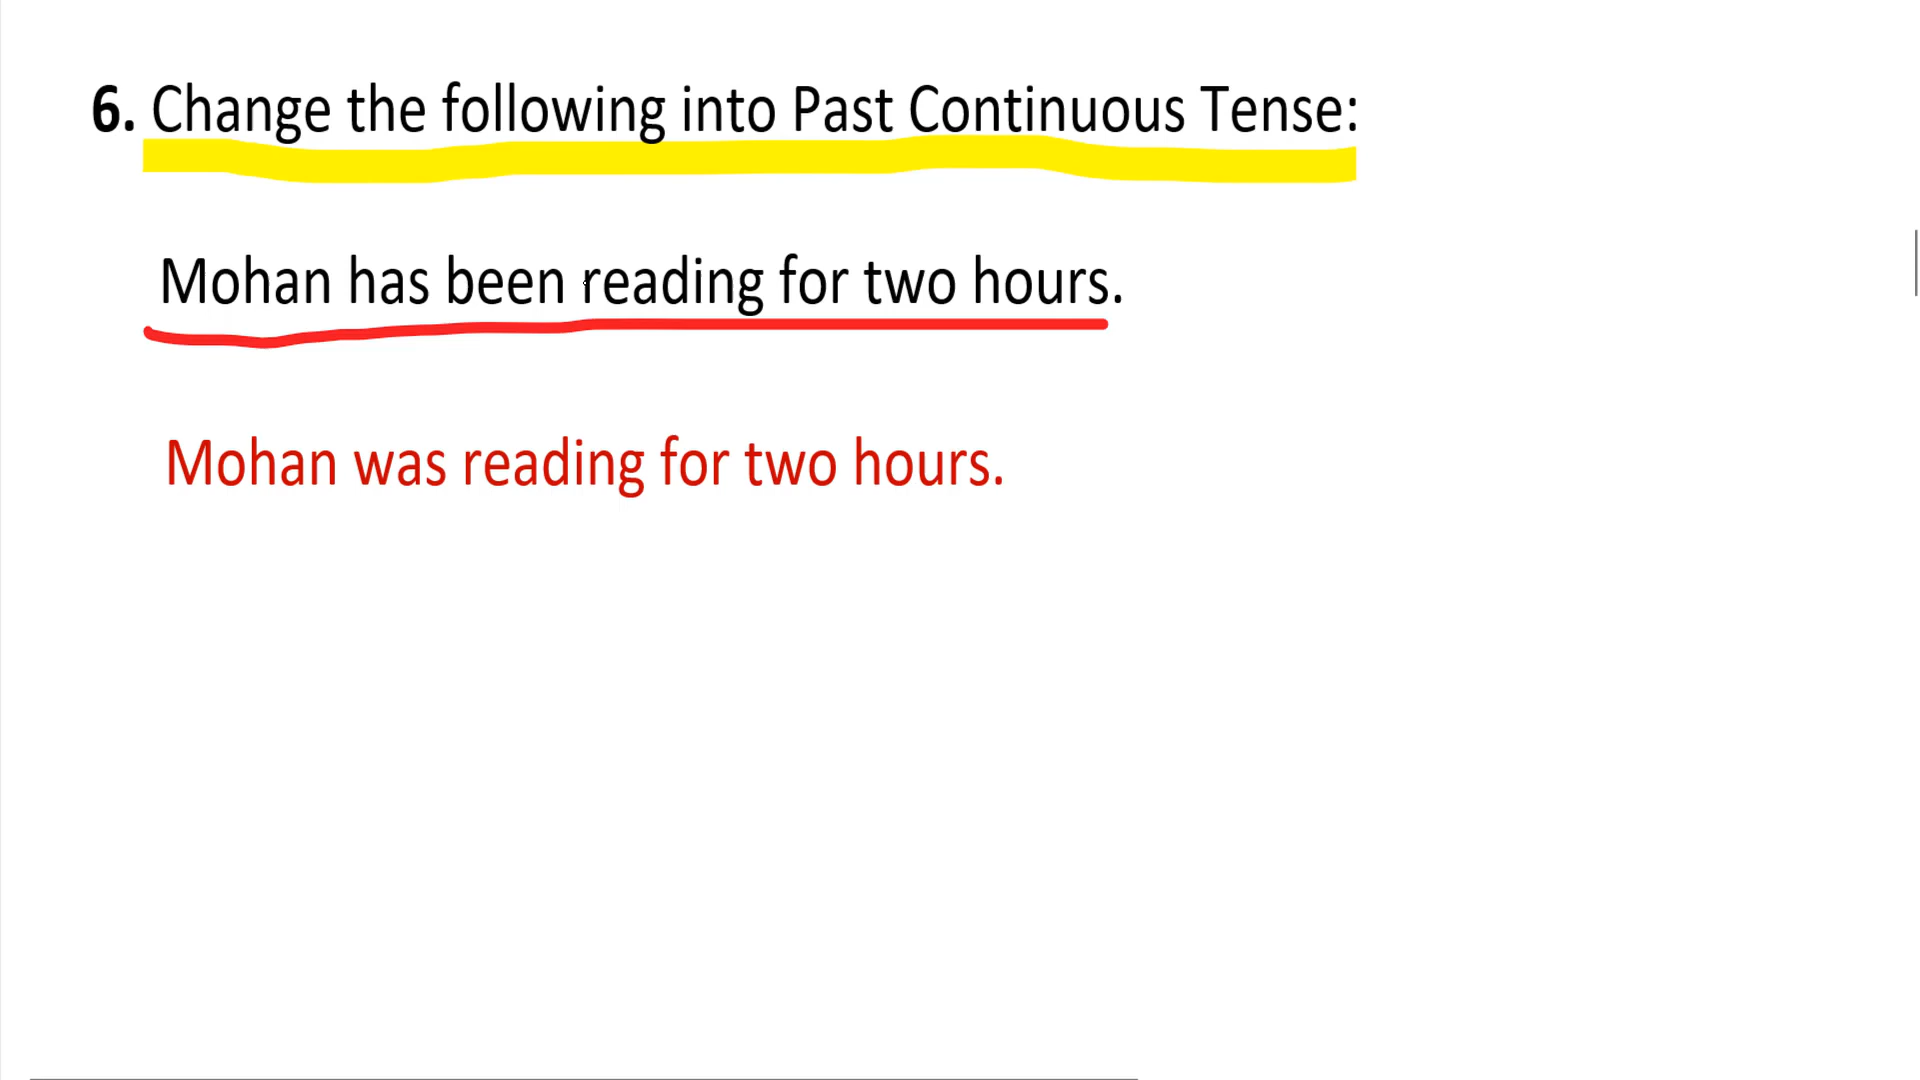 6. Change the following into Past Continuous Tense:
Mohan has been reading for two hours.
Mohan was reading for two hours.